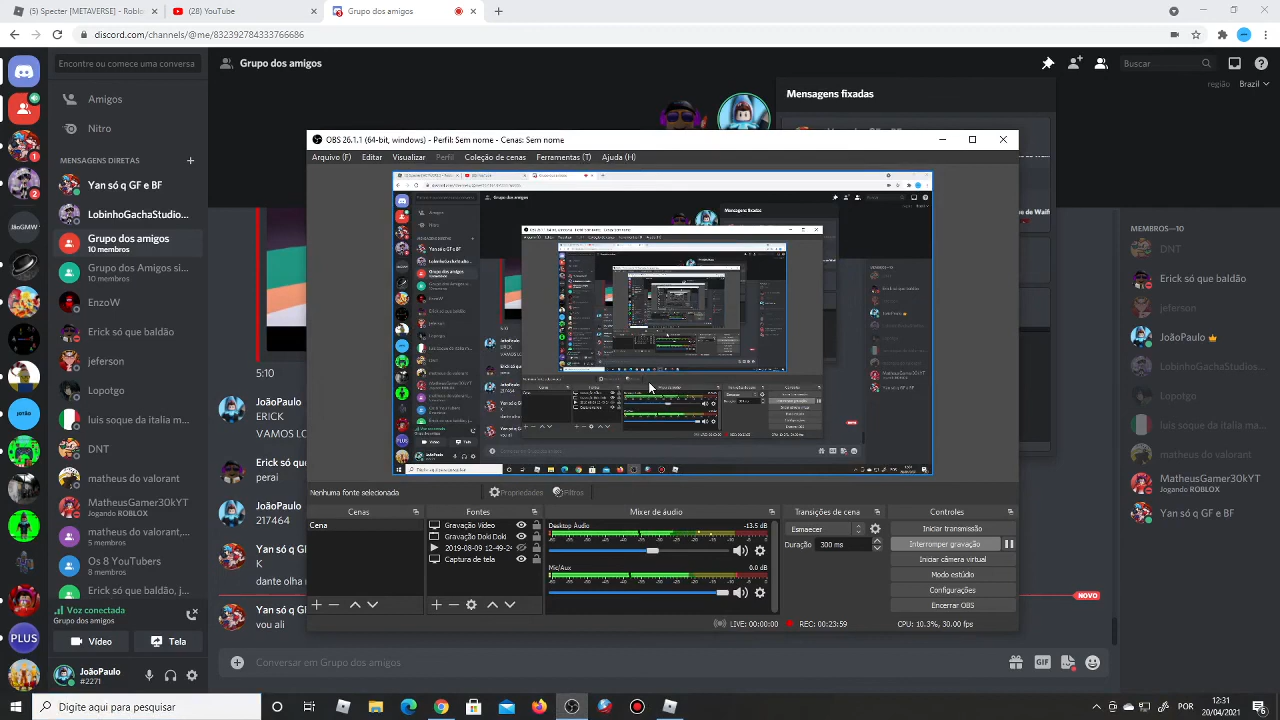 (5) Specter [METAVERSE] - Roblo
(28) YouTube
Grupo dos amigos
discord.com/channels/@me/832392784333766686
Encontre ou comece uma conversa
Grupo dos amigos
Buscar
região Brazil
Mensagens fixadas
Amigos
Nitro
MENSAGENS DIRETAS
Yan só q GF e BF
LobinhoGachaStudio...
Grupo dos amigos
10 membros
Grupo dos Amigos si...
10 membros
EnzoW
Erick só que baldão
jeferson
Lopotgo
luis soque da italia m...
DNT
matheus do valorant
MatheusGamer30kYT
Jogando ROBLOX
matheus do valorant, ...
5 membros
Os 8 YouTubers
8 membros
Erick só que baldão, j...
Voz conectada
Grupo dos amigos
Vídeo
Tela
JoãoPaulo
#2271
5:10
JoãoPaulo
ERICK
VAMOS LO
Erick só
perai
JoãoPaulo
217464
Yan só q G
dante olha
Yan só q GF
vou ali
NOVO
Conversar em Grupo dos amigos
MEMBROS—10
DNT
Erick só que baldão
jeferson
JoãoPaulo
LobinhoGachaStudios...
Lopotgo
luis soque da italia ma...
matheus do valorant
MatheusGamer30kYT
Jogando ROBLOX
Yan só q GF e BF
OBS 26.1.1 (64-bit, windows) - Perfil: Sem nome - Cenas: Sem nome
Arquivo (F) Editar Visualizar Perfil Coleção de cenas Ferramentas (T) Ajuda (H)
Nenhuma fonte selecionada
Propriedades
Filtros
Cenas
Cena
Fontes
Gravação Video
Gravação Doki Doki
2019-08-09 12-49-24
Captura de tela
Mixer de áudio
Desktop Audio -13.5 dB
Mic/Aux 0.0 dB
Transições de cena
Esmaecer
Duração 300 ms
Controles
Iniciar transmissão
Interromper gravação
Iniciar câmera virtual
Modo estúdio
Configurações
Encerrar OBS
LIVE: 00:00:00 REC: 00:23:59 CPU: 10.3%, 30.00 fps
Digite aqui para pesquisar
POR
12:31
20/04/2021